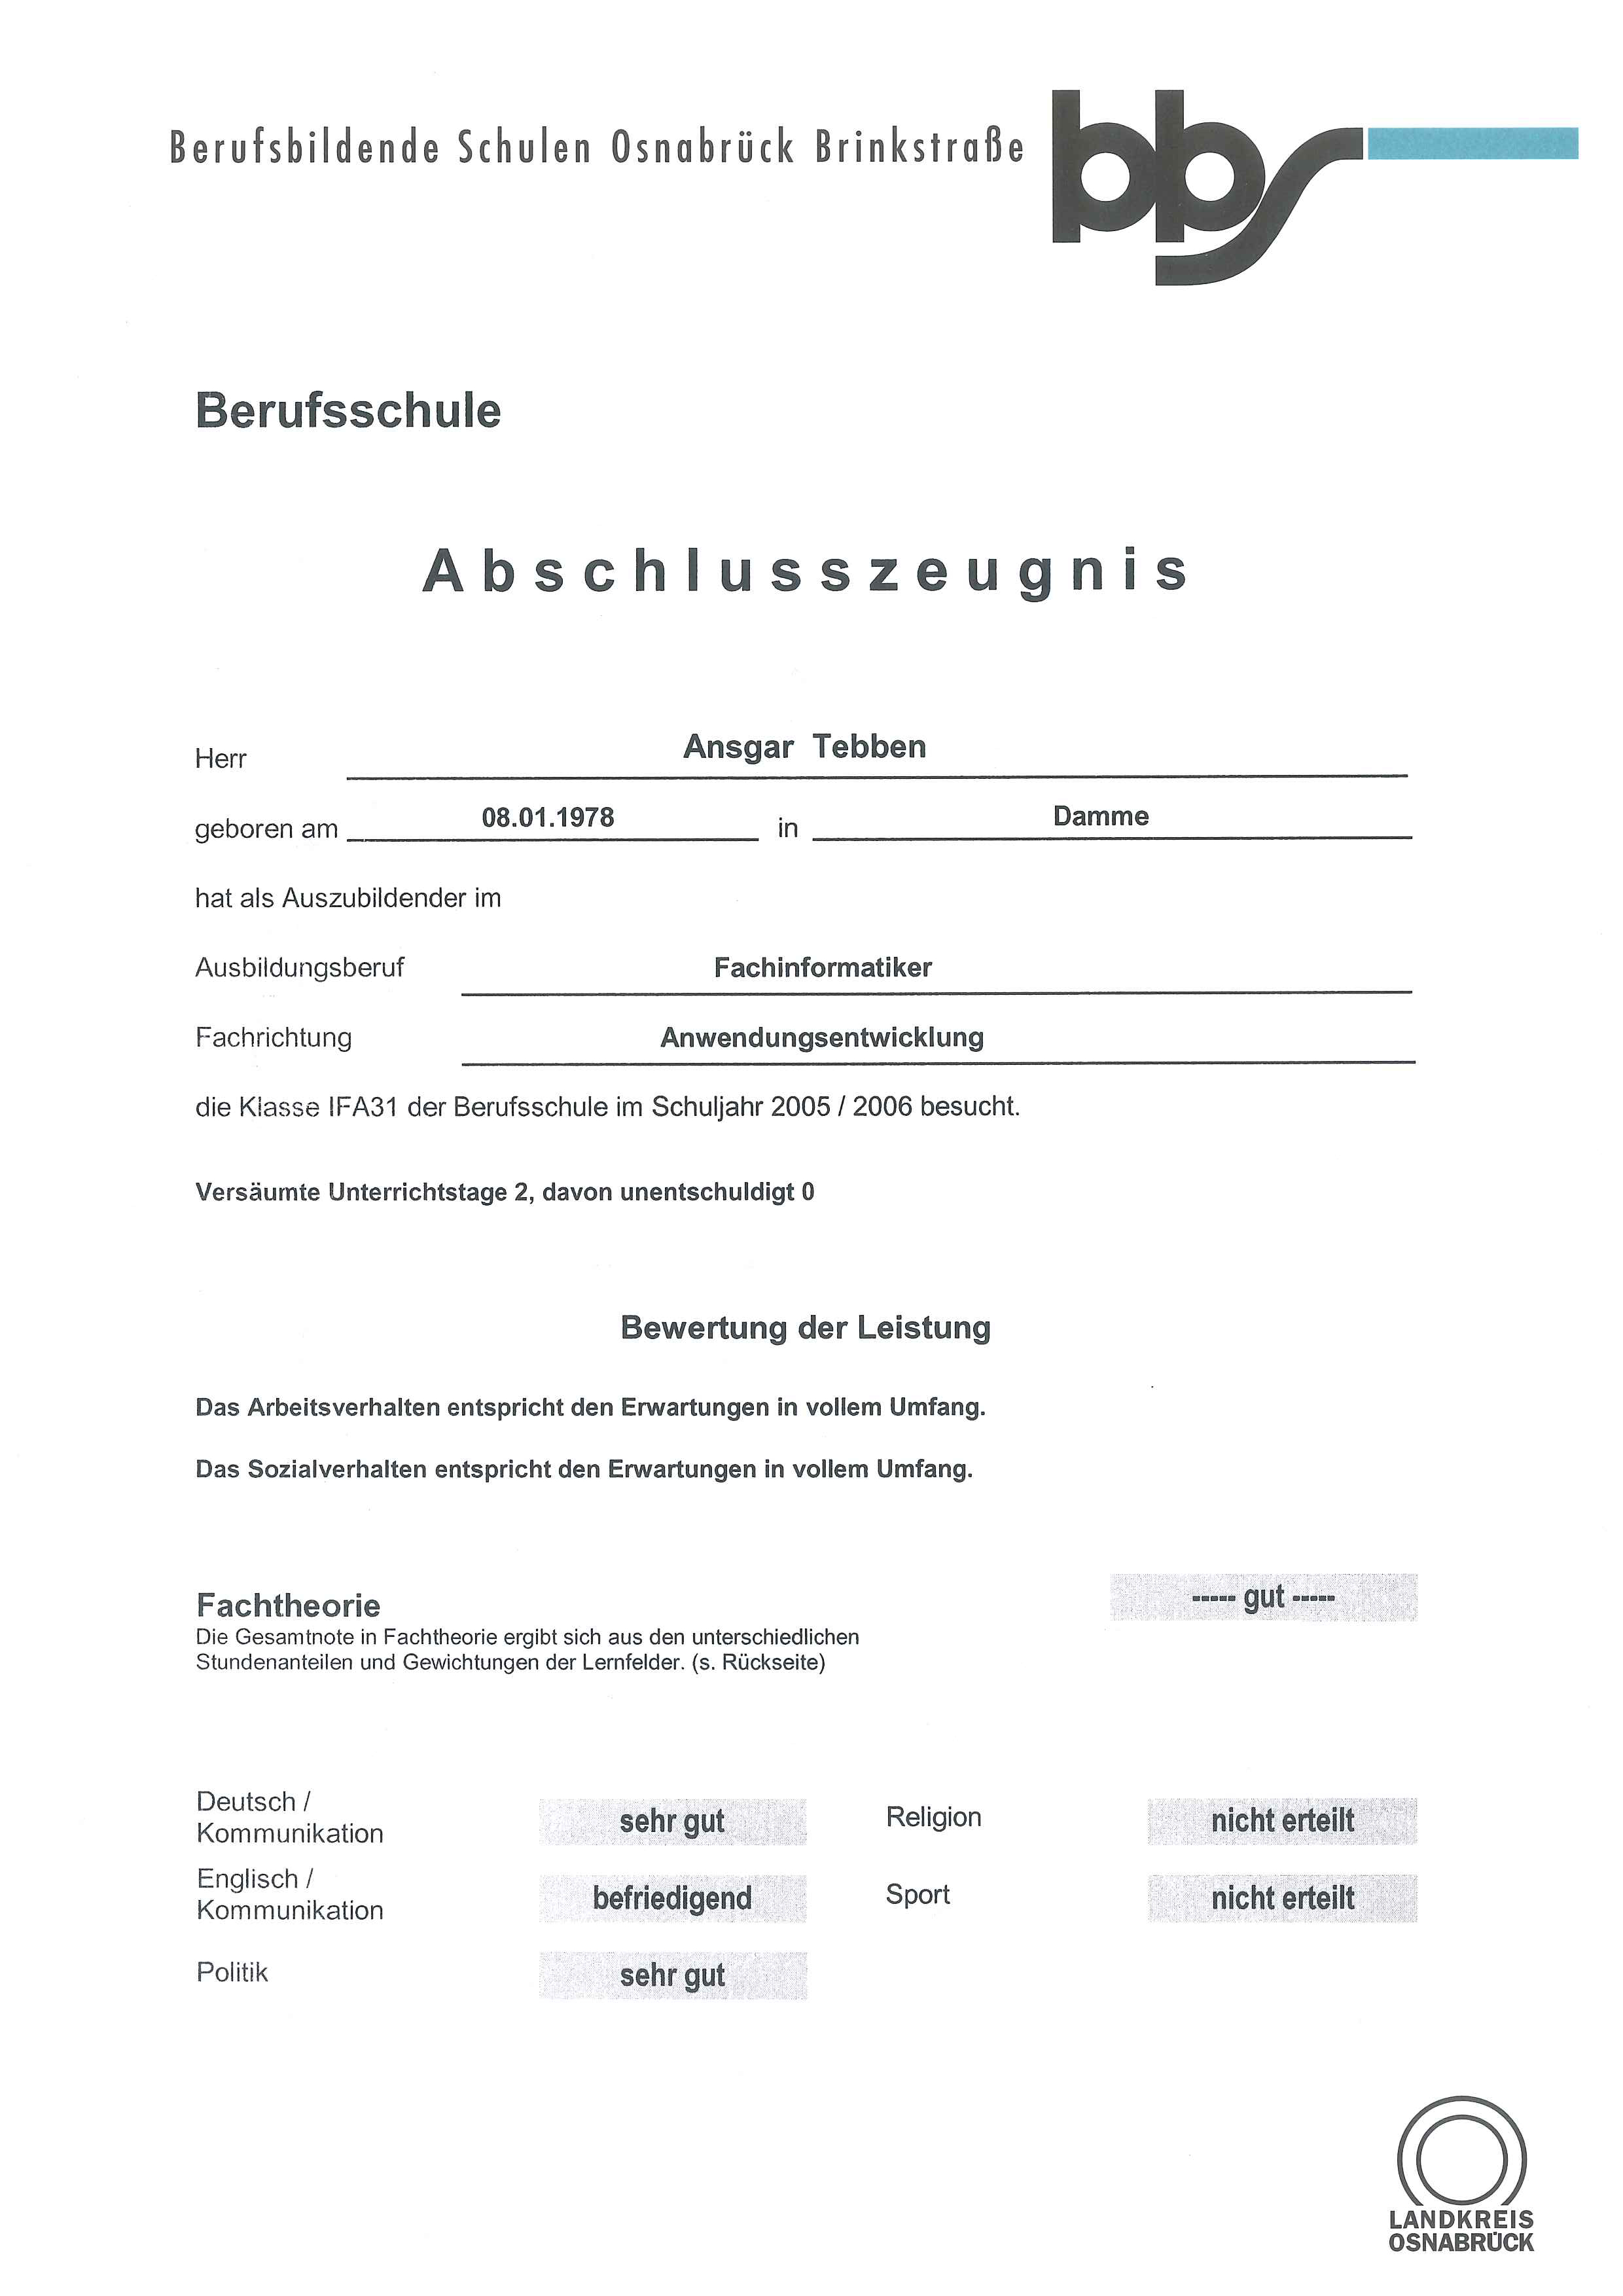 Berufsbildende Schulen Osnabrück Brinkstraße bbs
Berufsschule
Abschlusszeugnis
Herr Ansgar Tebben
geboren am 08.01.1978 in Damme
hat als Auszubildender im
Ausbildungsberuf Fachinformatiker
Fachrichtung Anwendungsentwicklung
die Klasse IFA31 der Berufsschule im Schuljahr 2005 / 2006 besucht.
Versäumte Unterrichtstage 2, davon unentschuldigt 0
Bewertung der Leistung
Das Arbeitsverhalten entspricht den Erwartungen in vollem Umfang.
Das Sozialverhalten entspricht den Erwartungen in vollem Umfang.
Fachtheorie ----- gut -----
Die Gesamtnote in Fachtheorie ergibt sich aus den unterschiedlichen
Stundenanteilen und Gewichtungen der Lernfelder. (s. Rückseite)
Deutsch /
Kommunikation sehr gut Religion nicht erteilt
Englisch /
Kommunikation befriedigend Sport nicht erteilt
Politik sehr gut
LANDKREIS
OSNABRÜCK